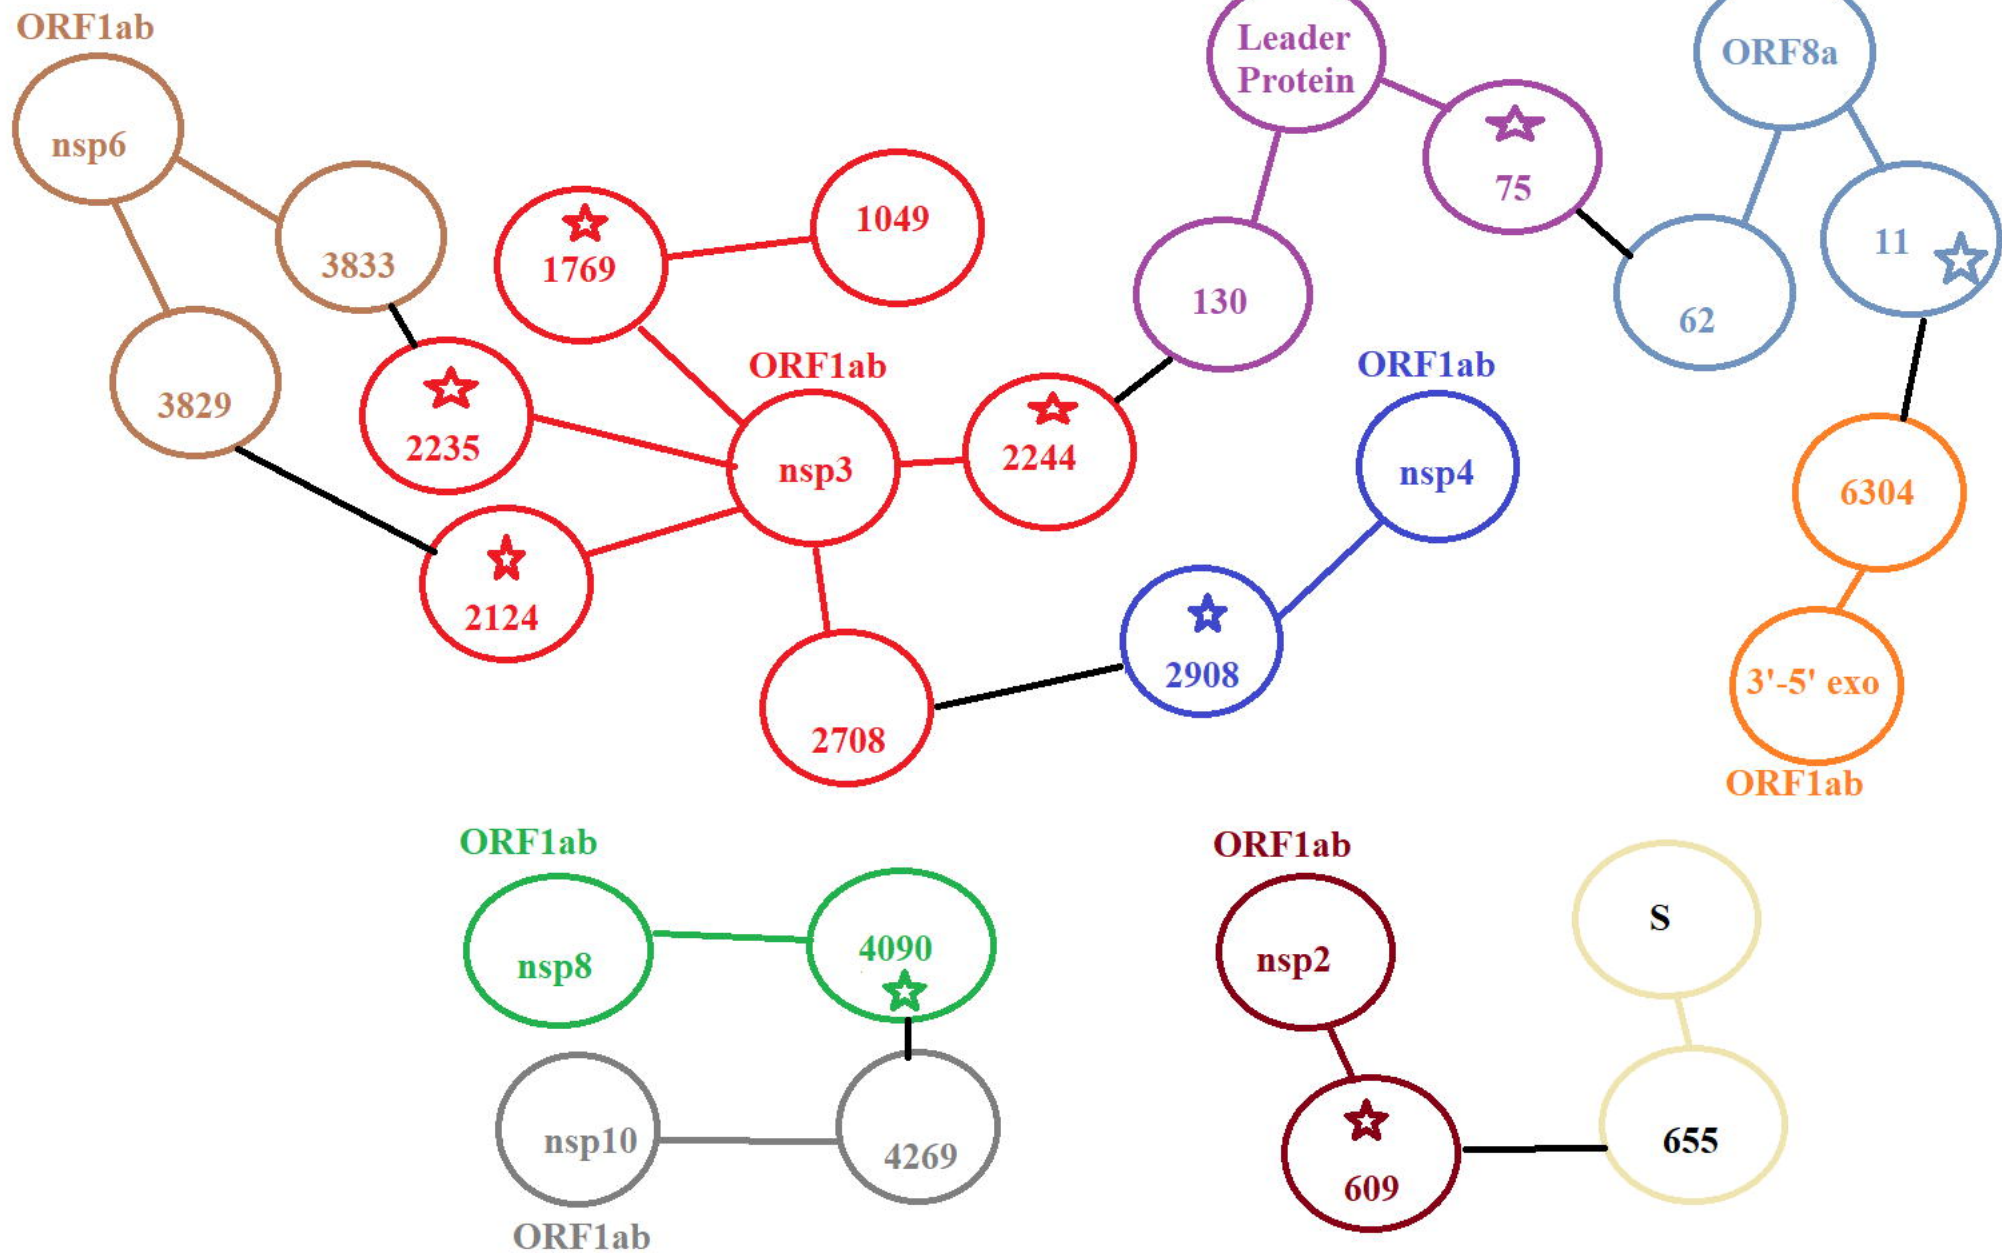 ORF1ab
nsp6
3833
3829
1769
1049
2235
2124
ORF1ab
nsp3
2244
2708
Leader
Protein
75
130
ORF8a
11
62
ORF1ab
nsp4
2908
6304
3'-5' exo
ORF1ab
ORF1ab
nsp8
4090
nsp10
4269
ORF1ab
ORF1ab
nsp2
609
S
655